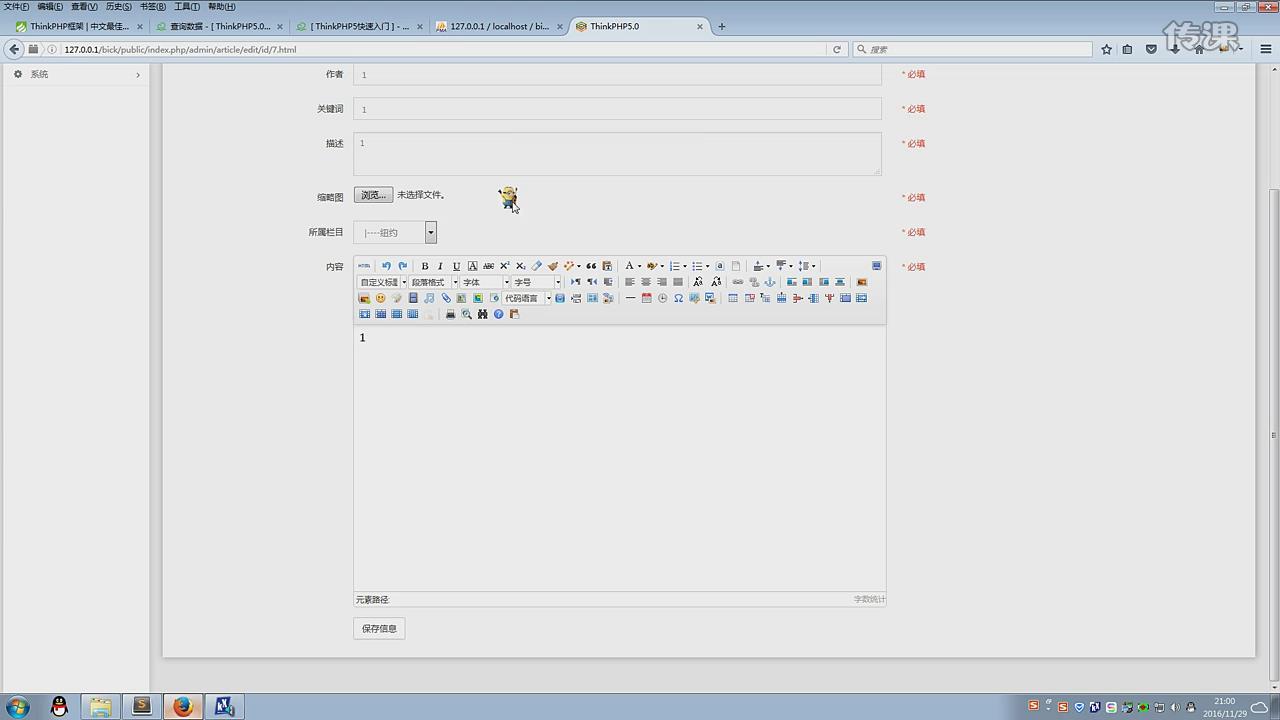 文件(F) 编辑(E) 查看(V) 历史(S) 书签(B) 工具(T) 帮助(H)
ThinkPHP框架 | 中文最佳... × 查询数据 - [ ThinkPHP5.0... × [ ThinkPHP5快速入门 ] - ... × 127.0.0.1 / localhost / bi... × ThinkPHP5.0 × +
127.0.0.1/bick/public/index.php/admin/article/edit/id/7.html 搜索
传课
系统
作者 1 * 必填
关键词 1 * 必填
描述 1 * 必填
缩略图 浏览... 未选择文件。 * 必填
所属栏目 |----纽约 * 必填
内容 * 必填
HTML B I U A ABC X² X₂
自定义标题 段落格式 字体 字号
代码语言
1
元素路径: 字数统计
保存信息
21:00
2016/11/29